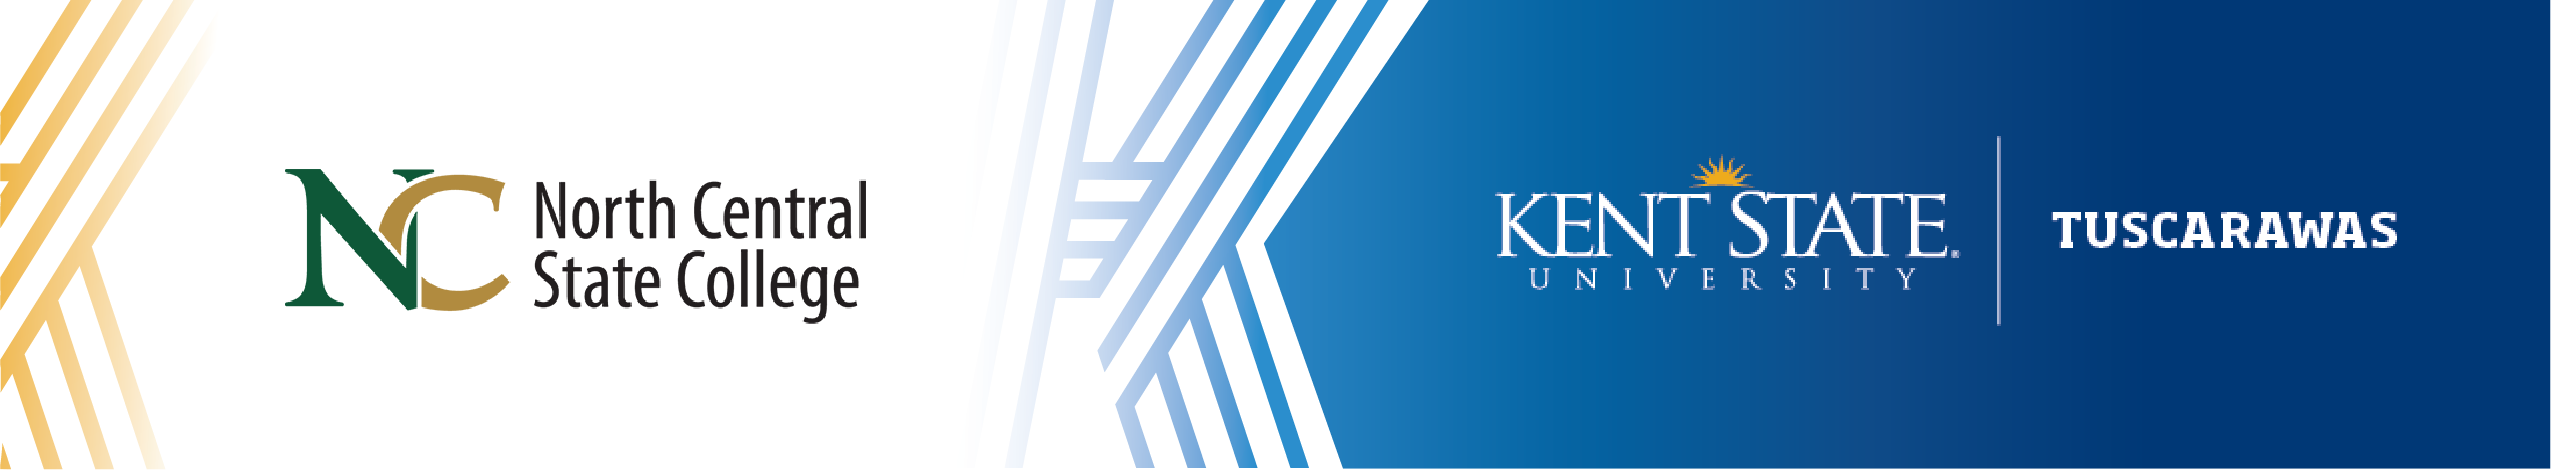 NC
North Central
State College
KENT STATE®
UNIVERSITY
TUSCARAWAS